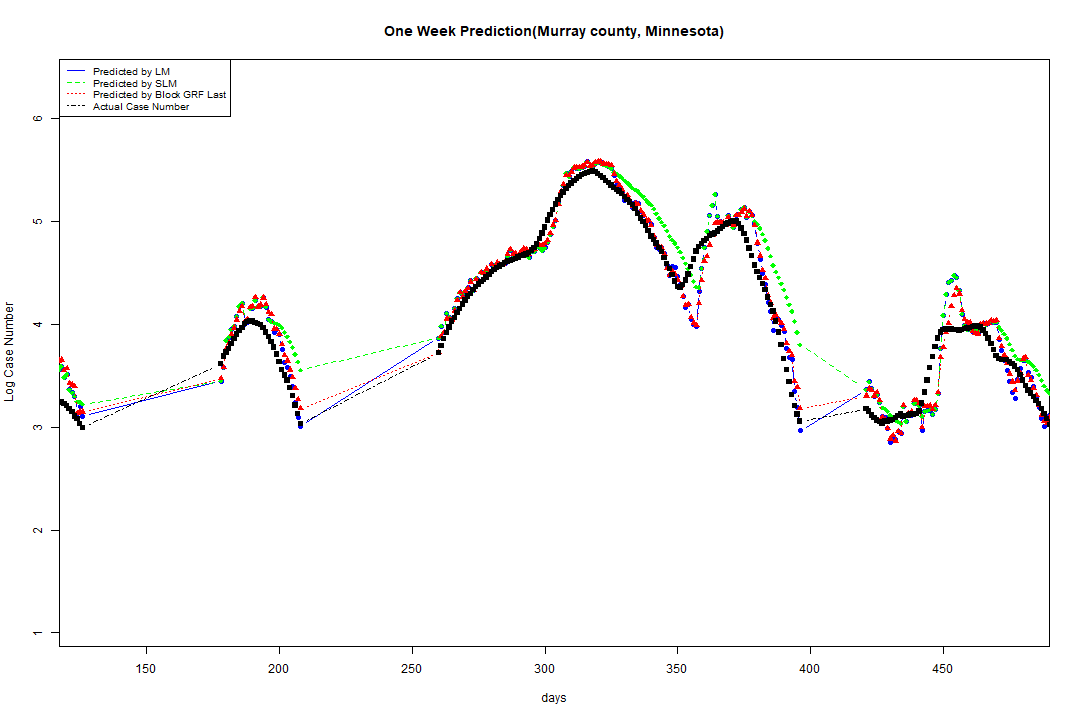 One Week Prediction(Murray county, Minnesota)
Predicted by LM
Predicted by SLM
Predicted by Block GRF Last
Actual Case Number
Log Case Number
6
5
4
3
2
1
150 200 250 300 350 400 450
days